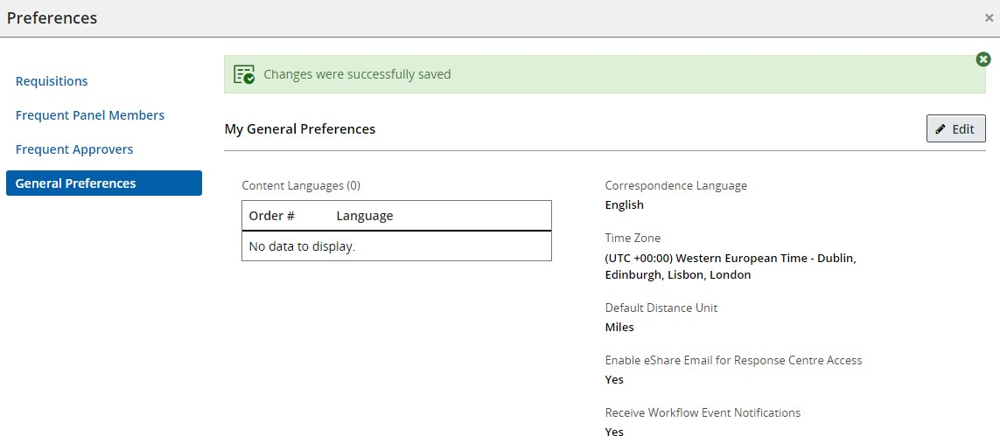 Preferences
×
Requisitions
Frequent Panel Members
Frequent Approvers
General Preferences
Changes were successfully saved
My General Preferences
Edit
Content Languages (0)
Order # Language
No data to display.
Correspondence Language
English
Time Zone
(UTC +00:00) Western European Time - Dublin,
Edinburgh, Lisbon, London
Default Distance Unit
Miles
Enable eShare Email for Response Centre Access
Yes
Receive Workflow Event Notifications
Yes